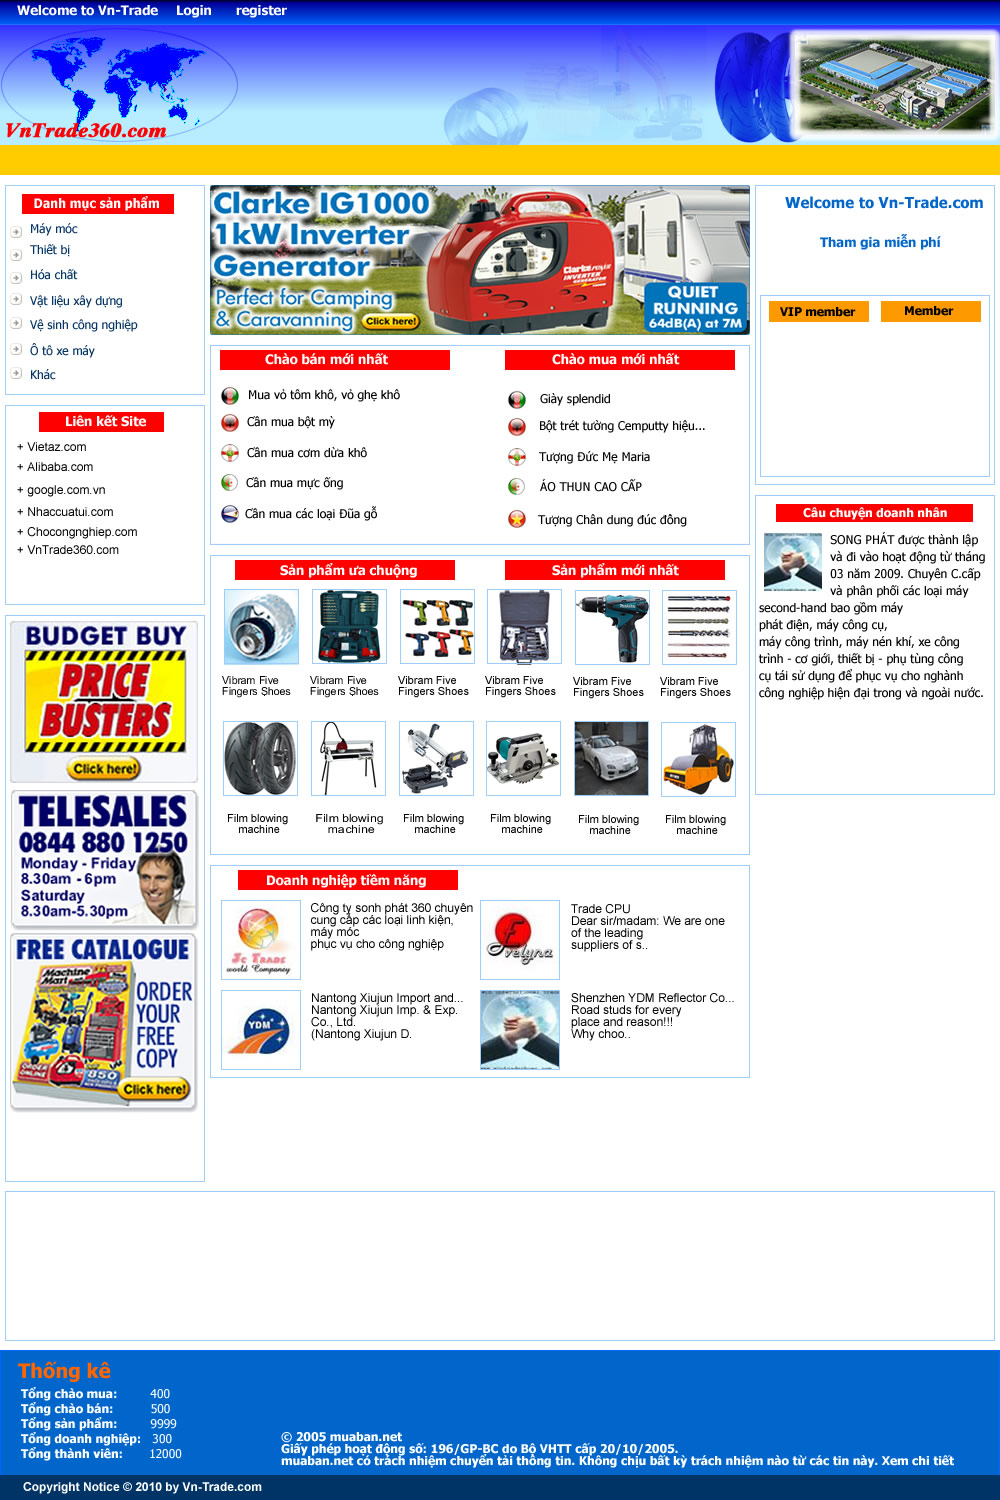 Welcome to Vn-Trade Login register
VnTrade360.com
Danh mục sản phẩm
Máy móc
Thiết bị
Hóa chất
Vật liệu xây dựng
Vệ sinh công nghiệp
Ô tô xe máy
Khác
Liên kết Site
+ Vietaz.com
+ Alibaba.com
+ google.com.vn
+ Nhaccuatui.com
+ Chocongnghiep.com
+ VnTrade360.com
BUDGET BUY
PRICE
BUSTERS
Click here!
TELESALES
0844 880 1250
Monday - Friday
8.30am - 6pm
Saturday
8.30am-5.30pm
FREE CATALOGUE
Machine
Mart
ORDER
YOUR
FREE
COPY
ORDER
ONLINE
850
Click here!
Clarke IG1000
1kW Inverter
Generator
Perfect for Camping
& Caravanning Click here!
Clarke power
INVERTER
GENERATOR
QUIET
RUNNING
64dB(A) at 7M
Chào bán mới nhất
Mua vỏ tôm khô, vỏ ghẹ khô
Cần mua bột mỳ
Cần mua cơm dừa khô
Cần mua mực ống
Cần mua các loại Đũa gỗ
Chào mua mới nhất
Giày splendid
Bột trét tường Cemputty hiệu...
Tượng Đức Mẹ Maria
ÁO THUN CAO CẤP
Tượng Chân dung đúc đồng
Sản phẩm ưa chuộng
Sản phẩm mới nhất
Vibram Five
Fingers Shoes
Vibram Five
Fingers Shoes
Vibram Five
Fingers Shoes
Vibram Five
Fingers Shoes
Vibram Five
Fingers Shoes
Vibram Five
Fingers Shoes
Film blowing
machine
Film blowing
machine
Film blowing
machine
Film blowing
machine
Film blowing
machine
Film blowing
machine
Doanh nghiệp tiềm năng
Jc Trade
world Company
Công ty sonh phát 360 chuyên
cung cấp các loại linh kiện,
máy móc
phục vụ cho công nghiệp
Fvelyna
Trade CPU
Dear sir/madam: We are one
of the leading
suppliers of s..
YDM
Nantong Xiujun Import and...
Nantong Xiujun Imp. & Exp.
Co., Ltd.
(Nantong Xiujun D.
Shenzhen YDM Reflector Co...
Road studs for every
place and reason!!!
Why choo..
Welcome to Vn-Trade.com
Tham gia miễn phí
VIP member
Member
Câu chuyện doanh nhân
SONG PHÁT được thành lập
và đi vào hoạt động từ tháng
03 năm 2009. Chuyên C.cấp
và phân phối các loại máy
second-hand bao gồm máy
phát điện, máy công cụ,
máy công trình, máy nén khí, xe công
trình - cơ giới, thiết bị - phụ tùng công
cụ tái sử dụng để phục vụ cho nghành
công nghiệp hiện đại trong và ngoài nước.
Thống kê
Tổng chào mua: 400
Tổng chào bán: 500
Tổng sản phẩm: 9999
Tổng doanh nghiệp: 300
Tổng thành viên: 12000
© 2005 muaban.net
Giấy phép hoạt động số: 196/GP-BC do Bộ VHTT cấp 20/10/2005.
muaban.net có trách nhiệm chuyển tải thông tin. Không chịu bất kỳ trách nhiệm nào từ các tin này. Xem chi tiết
Copyright Notice © 2010 by Vn-Trade.com